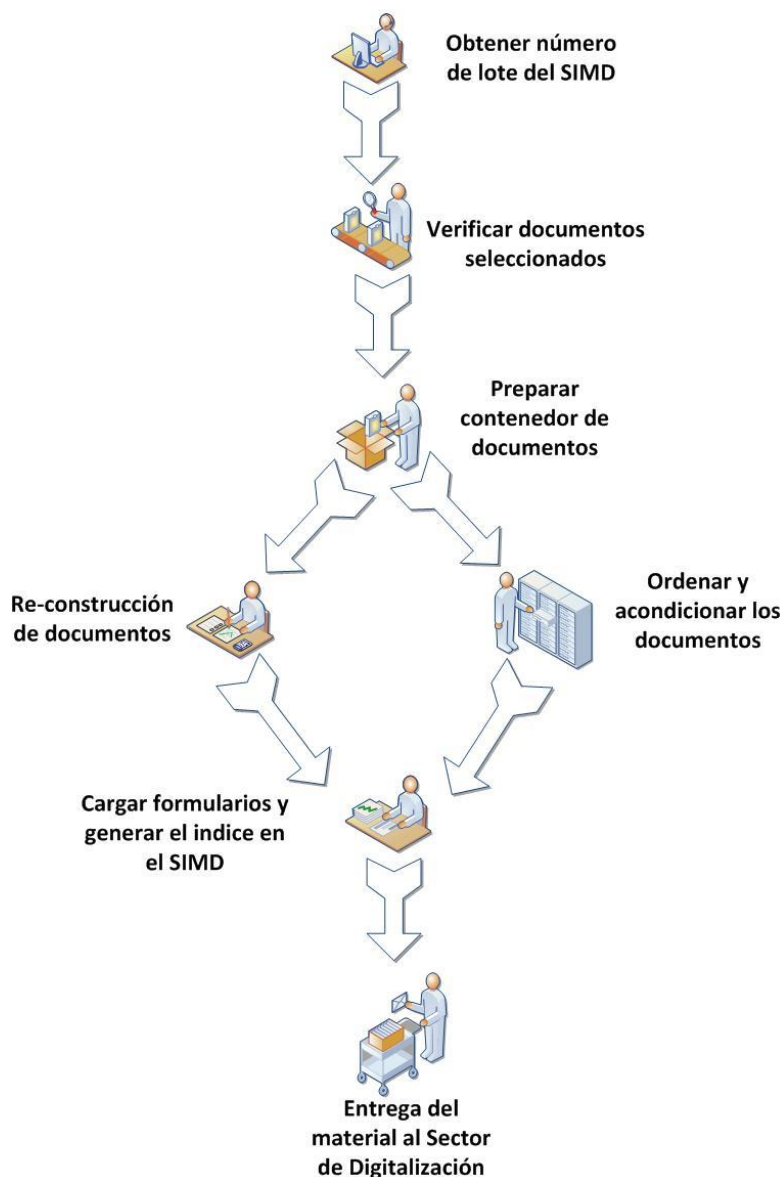 Obtener número
de lote del SIMD
Verificar documentos
seleccionados
Preparar
contenedor de
documentos
Re-construcción
de documentos
Ordenar y
acondicionar los
documentos
Cargar formularios y
generar el indice en
el SIMD
Entrega del
material al Sector
de Digitalización